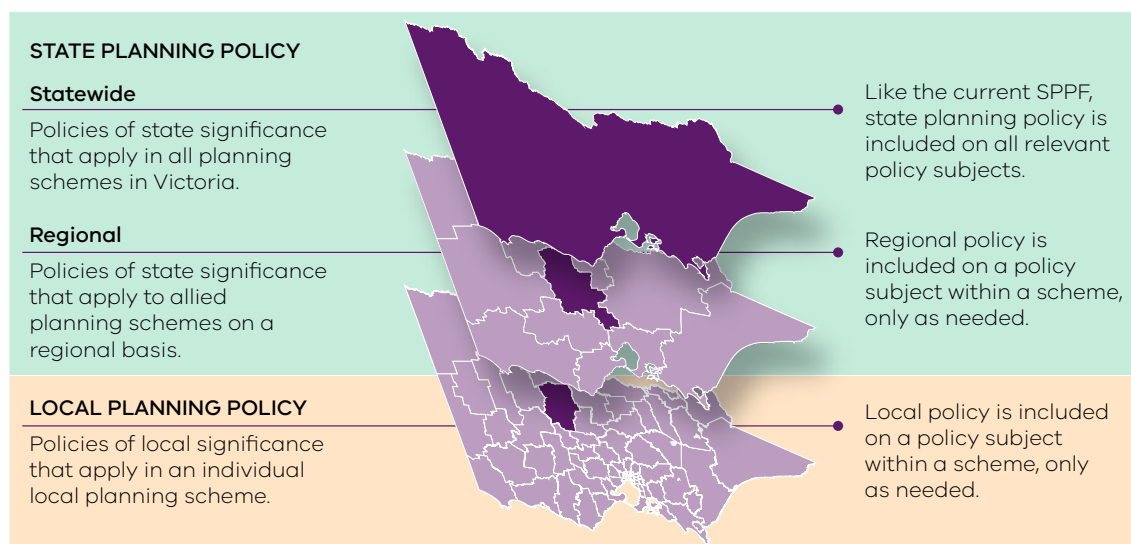 STATE PLANNING POLICY
Statewide
Policies of state significance
that apply in all planning
schemes in Victoria.
Like the current SPPF,
state planning policy is
included on all relevant
policy subjects.
Regional
Policies of state significance
that apply to allied
planning schemes on a
regional basis.
Regional policy is
included on a policy
subject within a scheme,
only as needed.
LOCAL PLANNING POLICY
Policies of local significance
that apply in an individual
local planning scheme.
Local policy is included
on a policy subject
within a scheme, only
as needed.